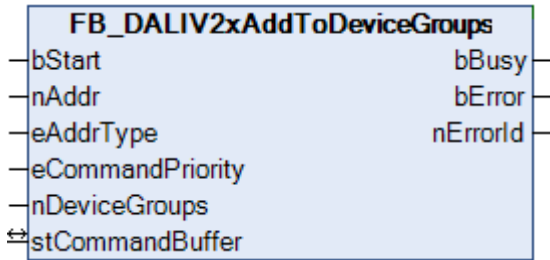 FB_DALIV2xAddToDeviceGroups
bStart bBusy
nAddr bError
eAddrType nErrorId
eCommandPriority
nDeviceGroups
stCommandBuffer